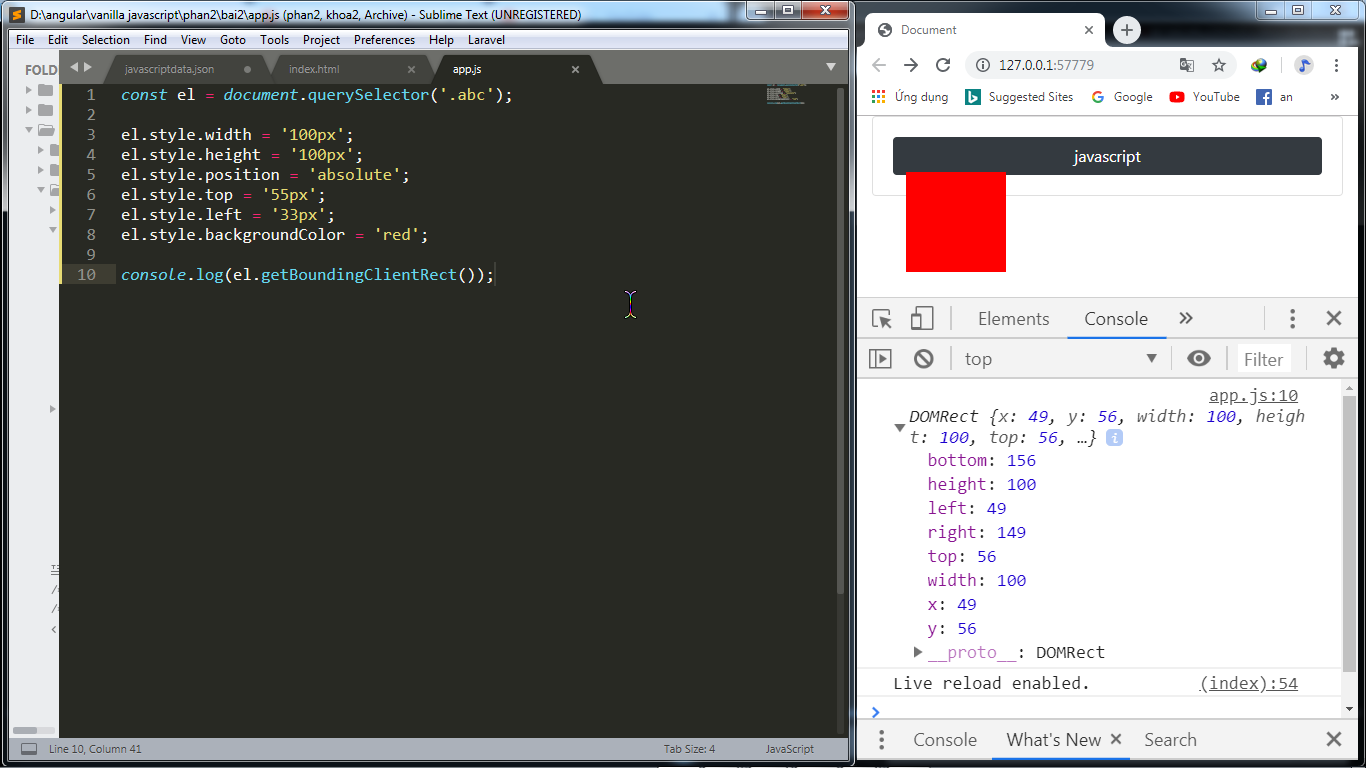 D:\angular\vanilla javascript\phan2\bai2\app.js (phan2, khoa2, Archive) - Sublime Text (UNREGISTERED)
File Edit Selection Find View Goto Tools Project Preferences Help Laravel
FOLD
javascriptdata.json index.html app.js
1 const el = document.querySelector('.abc');
2
3 el.style.width = '100px';
4 el.style.height = '100px';
5 el.style.position = 'absolute';
6 el.style.top = '55px';
7 el.style.left = '33px';
8 el.style.backgroundColor = 'red';
9
10 console.log(el.getBoundingClientRect());
Line 10, Column 41 Tab Size: 4 JavaScript
Document
127.0.0.1:57779
Ứng dụng Suggested Sites Google YouTube an »
javascript
Elements Console »
top Filter
app.js:10
DOMRect {x: 49, y: 56, width: 100, heigh
t: 100, top: 56, …}
bottom: 156
height: 100
left: 49
right: 149
top: 56
width: 100
x: 49
y: 56
__proto__: DOMRect
Live reload enabled. (index):54
Console What's New Search